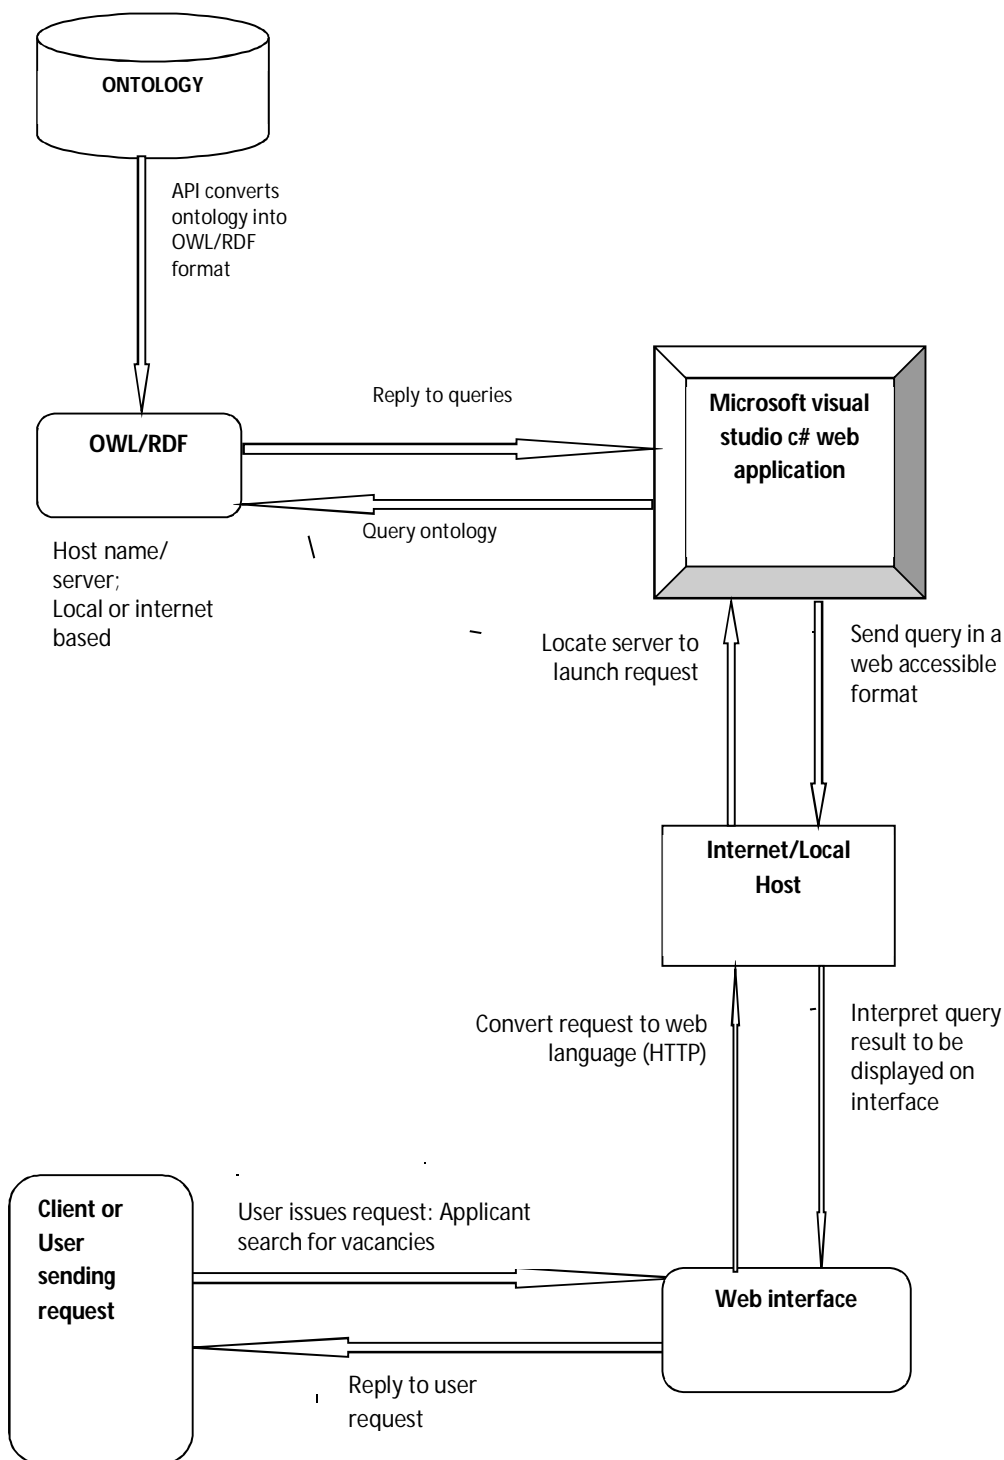 ONTOLOGY
API converts
ontology into
OWL/RDF
format
OWL/RDF
Reply to queries
Microsoft visual
studio c# web
application
Query ontology
Host name/
server;
Local or internet
based
Locate server to
launch request
Send query in a
web accessible
format
Internet/Local
Host
Convert request to web
language (HTTP)
Interpret query
result to be
displayed on
interface
Client or
User
sending
request
User issues request: Applicant
search for vacancies
Web interface
Reply to user
request